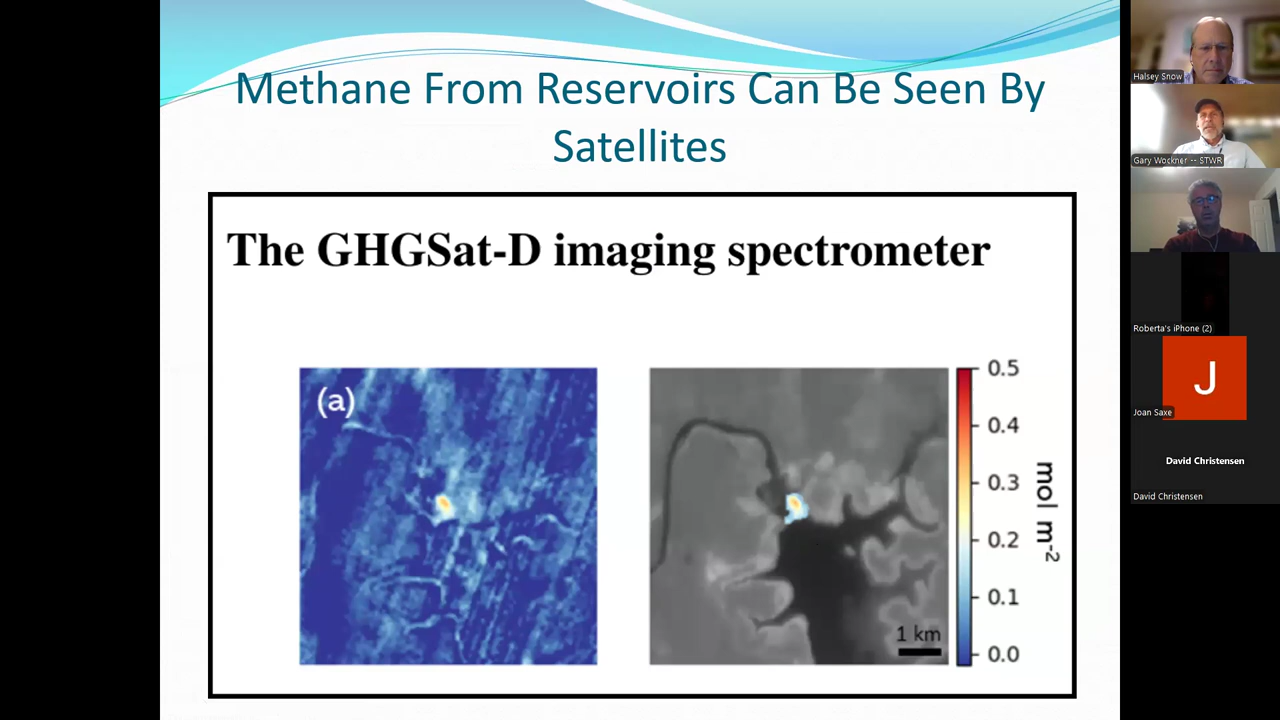 Methane From Reservoirs Can Be Seen By
Satellites
The GHGSat-D imaging spectrometer
(a)
0.5
0.4
0.3
0.2
0.1
0.0
mol m⁻²
1 km
Halsey Snow
Gary Wockner -- STWR
Roberta's iPhone (2)
J
Joan Saxe
David Christensen
David Christensen